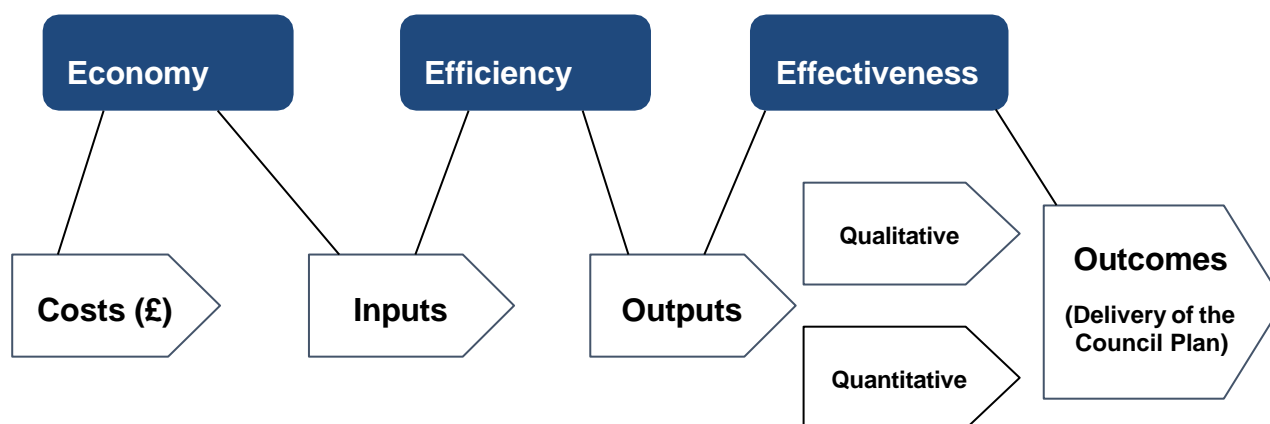 Economy
Efficiency
Effectiveness
Costs (£)
Inputs
Outputs
Qualitative
Quantitative
Outcomes
(Delivery of the
Council Plan)